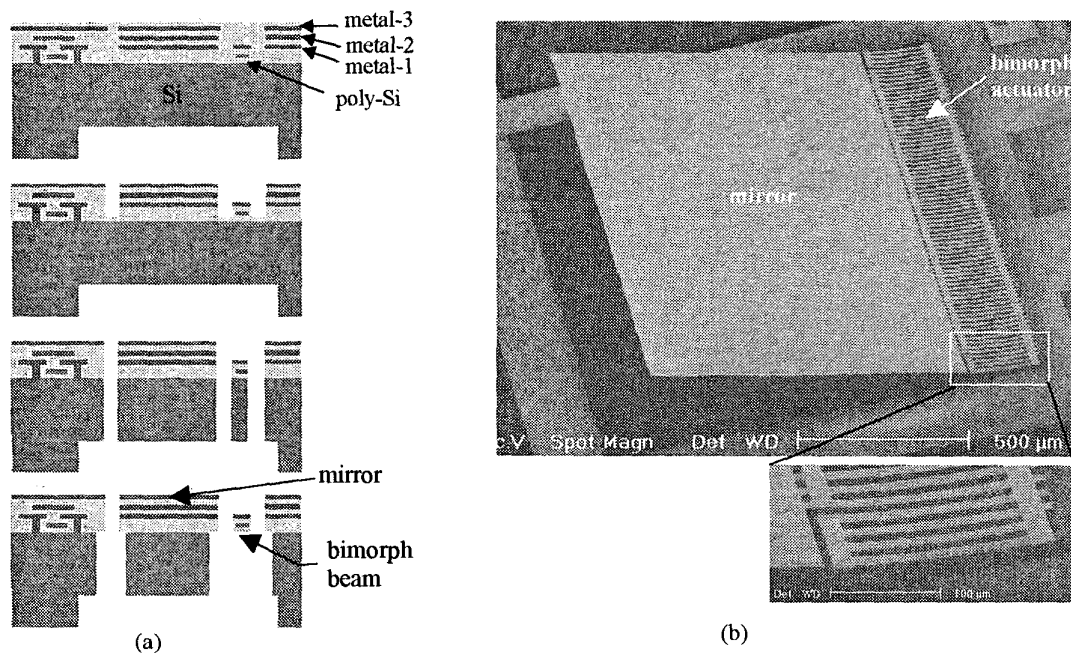 metal-3
metal-2
metal-1
poly-Si
Si
mirror
bimorph
beam
(a)
bimorph
actuator
mirror
c.V Spot Magn Det WD 500 µm
Det WD 100 µm
(b)